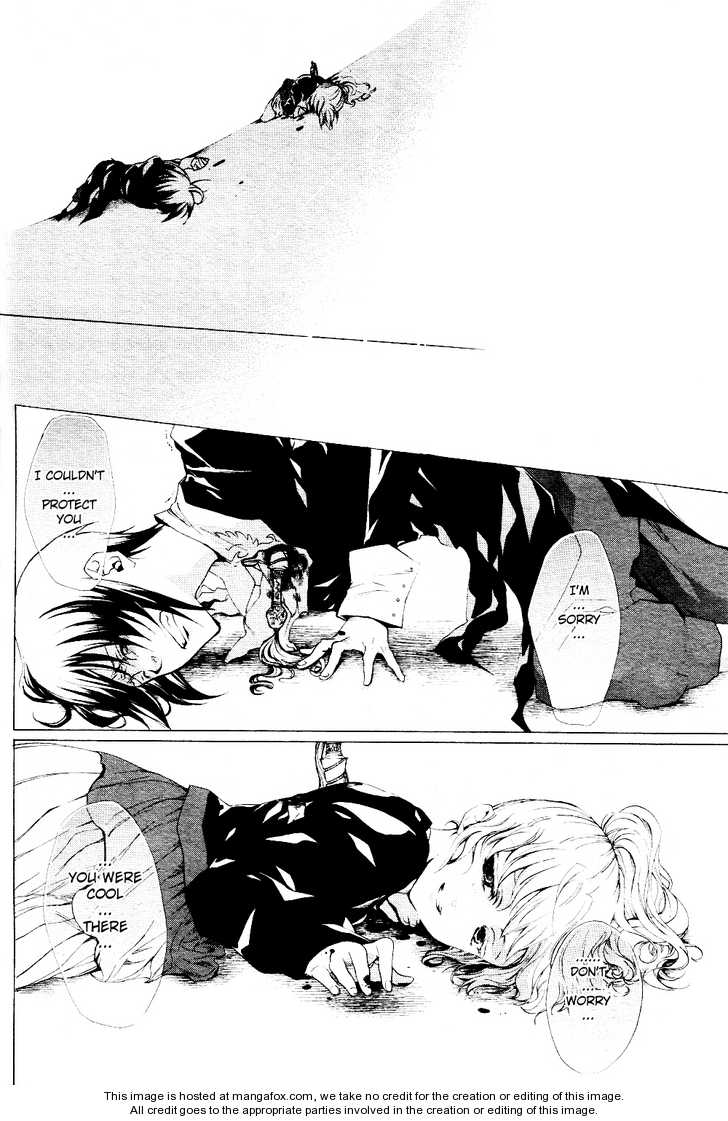 I COULDN'T
...
PROTECT
YOU
...
I'M
...
SORRY
...
...
YOU WERE
COOL
...
THERE
...
......
DON'T
......
WORRY
...
This image is hosted at mangafox.com, we take no credit for the creation or editing of this image.
All credit goes to the appropriate parties involved in the creation or editing of this image.